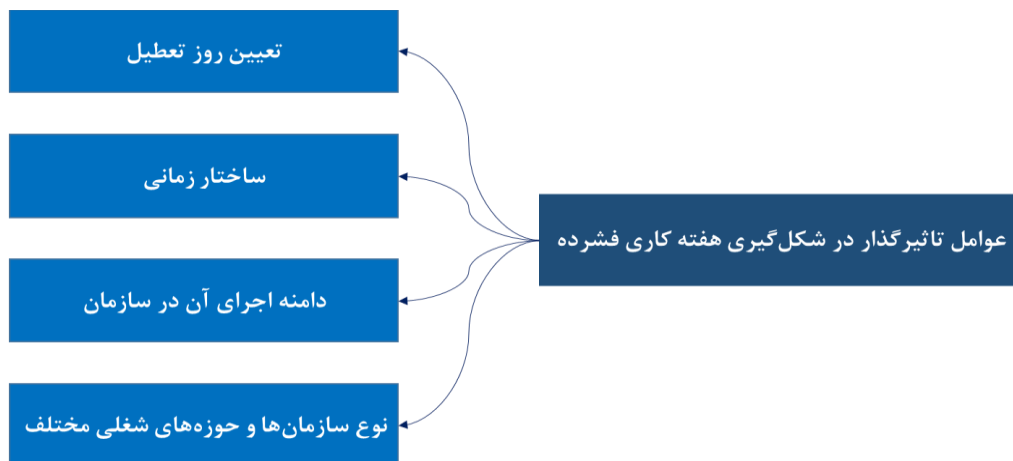 عوامل تاثیرگذار در شکل‌گیری هفته کاری فشرده
تعیین روز تعطیل
ساختار زمانی
دامنه اجرای آن در سازمان
نوع سازمان‌ها و حوزه‌های شغلی مختلف